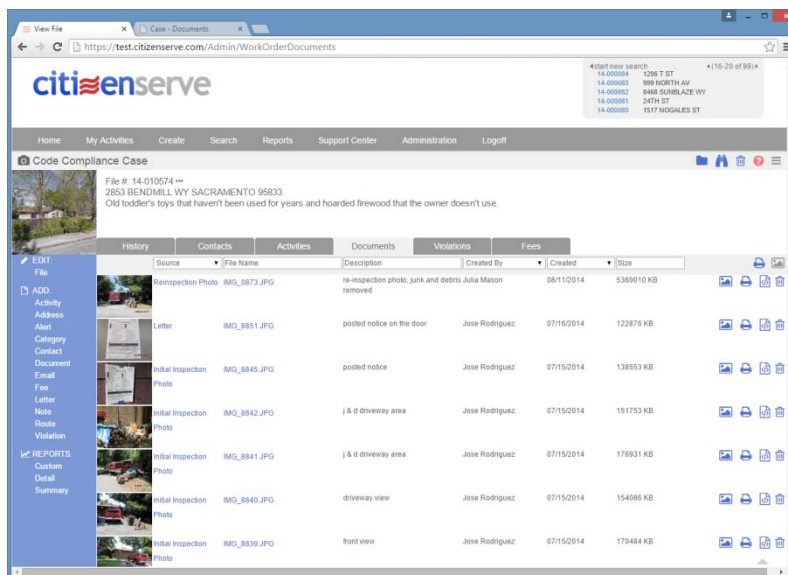 View File
Case - Documents
https://test.citizenserve.com/Admin/WorkOrderDocuments
citizenserve
start new search (16-20 of 99)
14-000084 1206 T ST
14-000083 999 NORTH AV
14-000082 8468 SUNBLAZE WY
14-000081 24TH ST
14-000080 1517 NOGALES ST
Home My Activities Create Search Reports Support Center Administration Logoff
Code Compliance Case
File #: 14-010574
2853 BENDMILL WY SACRAMENTO 95833
Old toddler's toys that haven't been used for years and hoarded firewood that the owner doesn't use.
History Contacts Activities Documents Violations Fees
EDIT:
File
ADD:
Activity
Address
Alert
Category
Contact
Document
Email
Fee
Letter
Note
Route
Violation
REPORTS:
Custom
Detail
Summary
Source File Name Description Created By Created Size
Reinspection Photo IMG_0873.JPG re-inspection photo, junk and debris removed Julia Mason 08/11/2014 5369010 KB
Letter IMG_8851.JPG posted notice on the door Jose Rodriguez 07/16/2014 122876 KB
Initial Inspection Photo IMG_8845.JPG posted notice Jose Rodriguez 07/15/2014 138553 KB
Initial Inspection Photo IMG_8842.JPG j & d driveway area Jose Rodriguez 07/15/2014 151753 KB
Initial Inspection Photo IMG_8841.JPG j & d driveway area Jose Rodriguez 07/15/2014 176931 KB
Initial Inspection Photo IMG_8840.JPG driveway view Jose Rodriguez 07/15/2014 154086 KB
Initial Inspection Photo IMG_8839.JPG front view Jose Rodriguez 07/15/2014 170484 KB